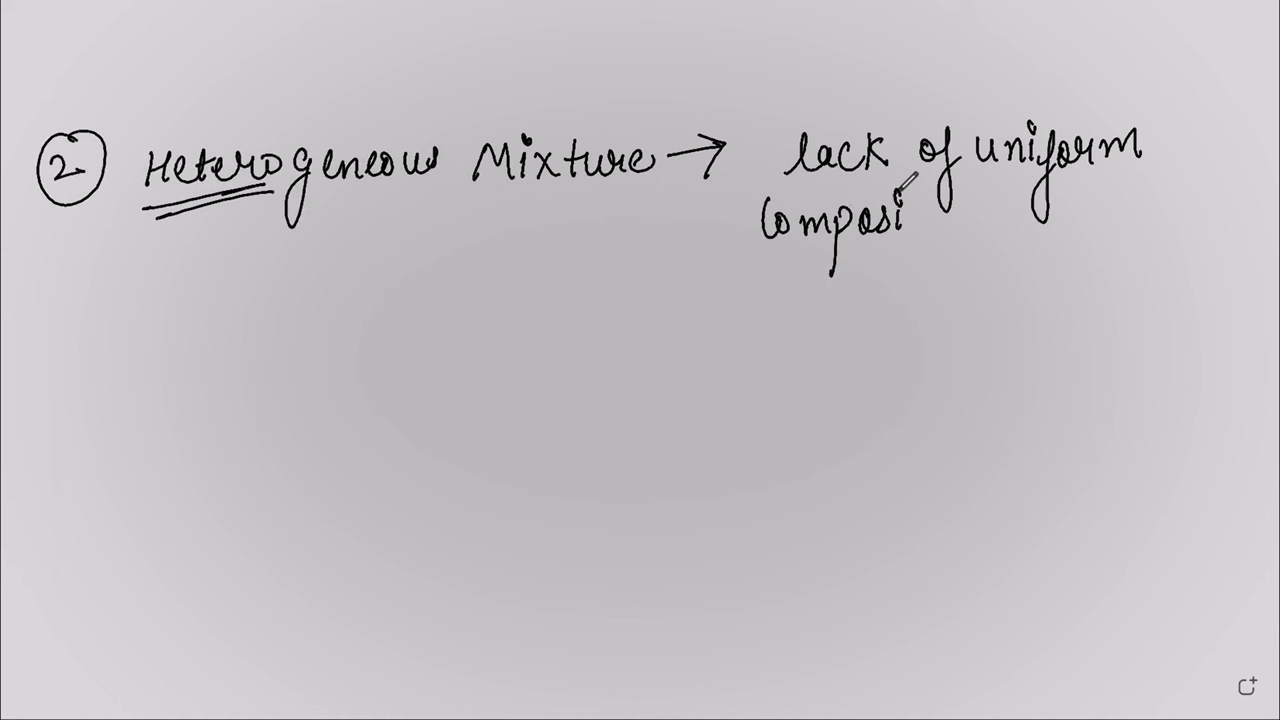 2 Heterogeneous Mixture → lack of uniform
Composi